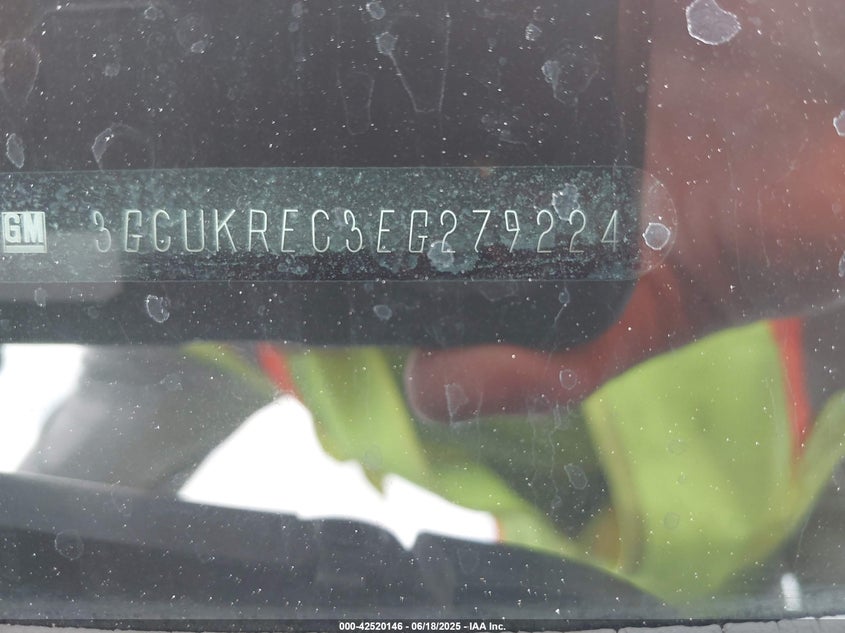 GM 3GCUKREC3EG279224
000-42520146 - 06/18/2025 - IAA Inc.